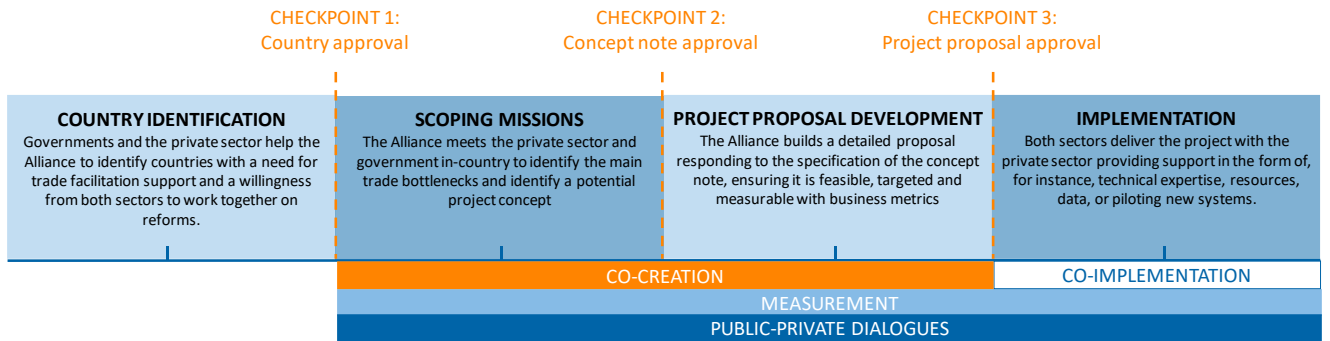 CHECKPOINT 1:
Country approval
CHECKPOINT 2:
Concept note approval
CHECKPOINT 3:
Project proposal approval
COUNTRY IDENTIFICATION
Governments and the private sector help the
Alliance to identify countries with a need for
trade facilitation support and a willingness
from both sectors to work together on
reforms.
SCOPING MISSIONS
The Alliance meets the private sector and
government in-country to identify the main
trade bottlenecks and identify a potential
project concept
PROJECT PROPOSAL DEVELOPMENT
The Alliance builds a detailed proposal
responding to the specification of the concept
note, ensuring it is feasible, targeted and
measurable with business metrics
IMPLEMENTATION
Both sectors deliver the project with the
private sector providing support in the form of,
for instance, technical expertise, resources,
data, or piloting new systems.
CO-CREATION
CO-IMPLEMENTATION
MEASUREMENT
PUBLIC-PRIVATE DIALOGUES